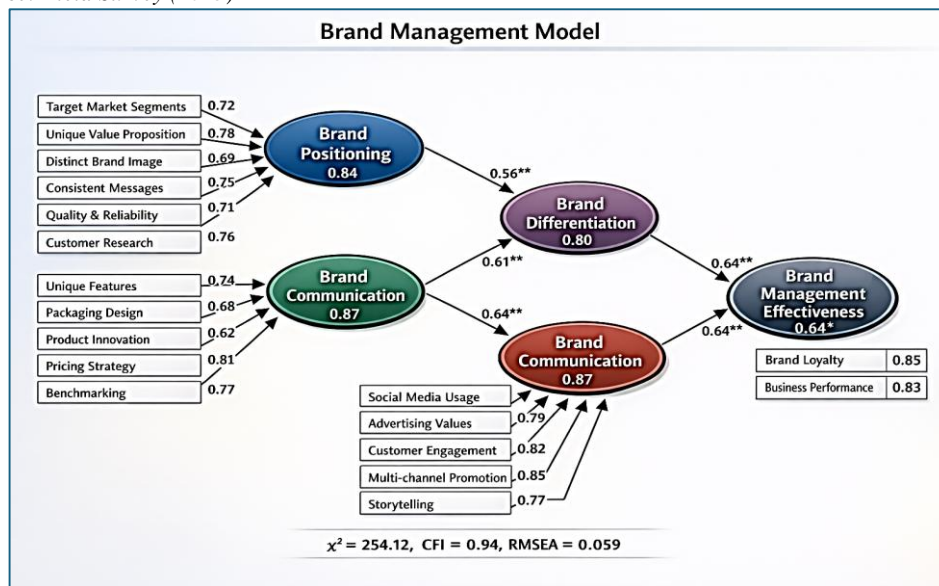 Brand Management Model
Target Market Segments 0.72
Unique Value Proposition 0.78
Distinct Brand Image 0.69
Consistent Messages 0.75
Quality & Reliability 0.71
Customer Research 0.76
Brand
Positioning
0.84
0.56**
Brand
Differentiation
0.80
Unique Features 0.74
Packaging Design 0.68
Product Innovation 0.62
Pricing Strategy 0.81
Benchmarking 0.77
Brand
Communication
0.87
0.61**
0.64**
0.64**
0.64**
Brand
Management
Effectiveness
0.64*
Brand Loyalty 0.85
Business Performance 0.83
Brand
Communication
0.87
Social Media Usage
Advertising Values 0.79
Customer Engagement 0.82
Multi-channel Promotion 0.85
Storytelling 0.77
χ² = 254.12, CFI = 0.94, RMSEA = 0.059